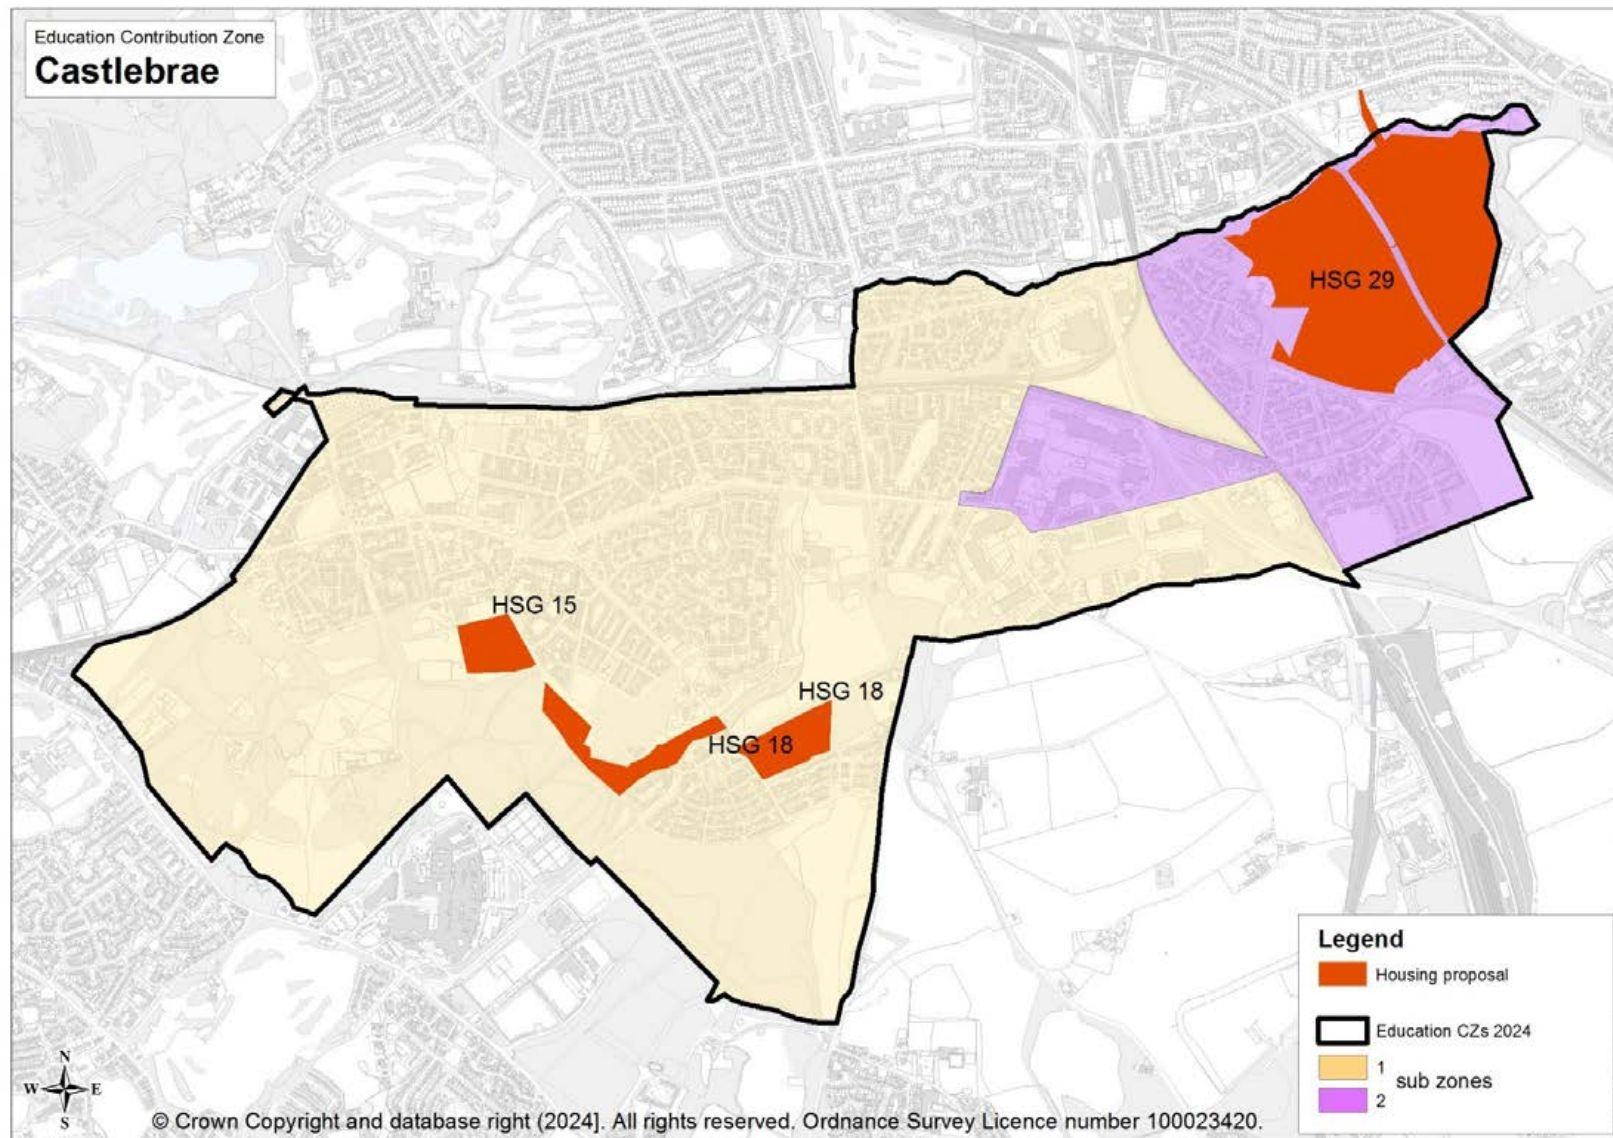 Education Contribution Zone
Castlebrae
HSG 29
HSG 15
HSG 18
HSG 18
Legend
Housing proposal
Education CZs 2024
1
sub zones
2
N
W E
S
© Crown Copyright and database right (2024]. All rights reserved. Ordnance Survey Licence number 100023420.